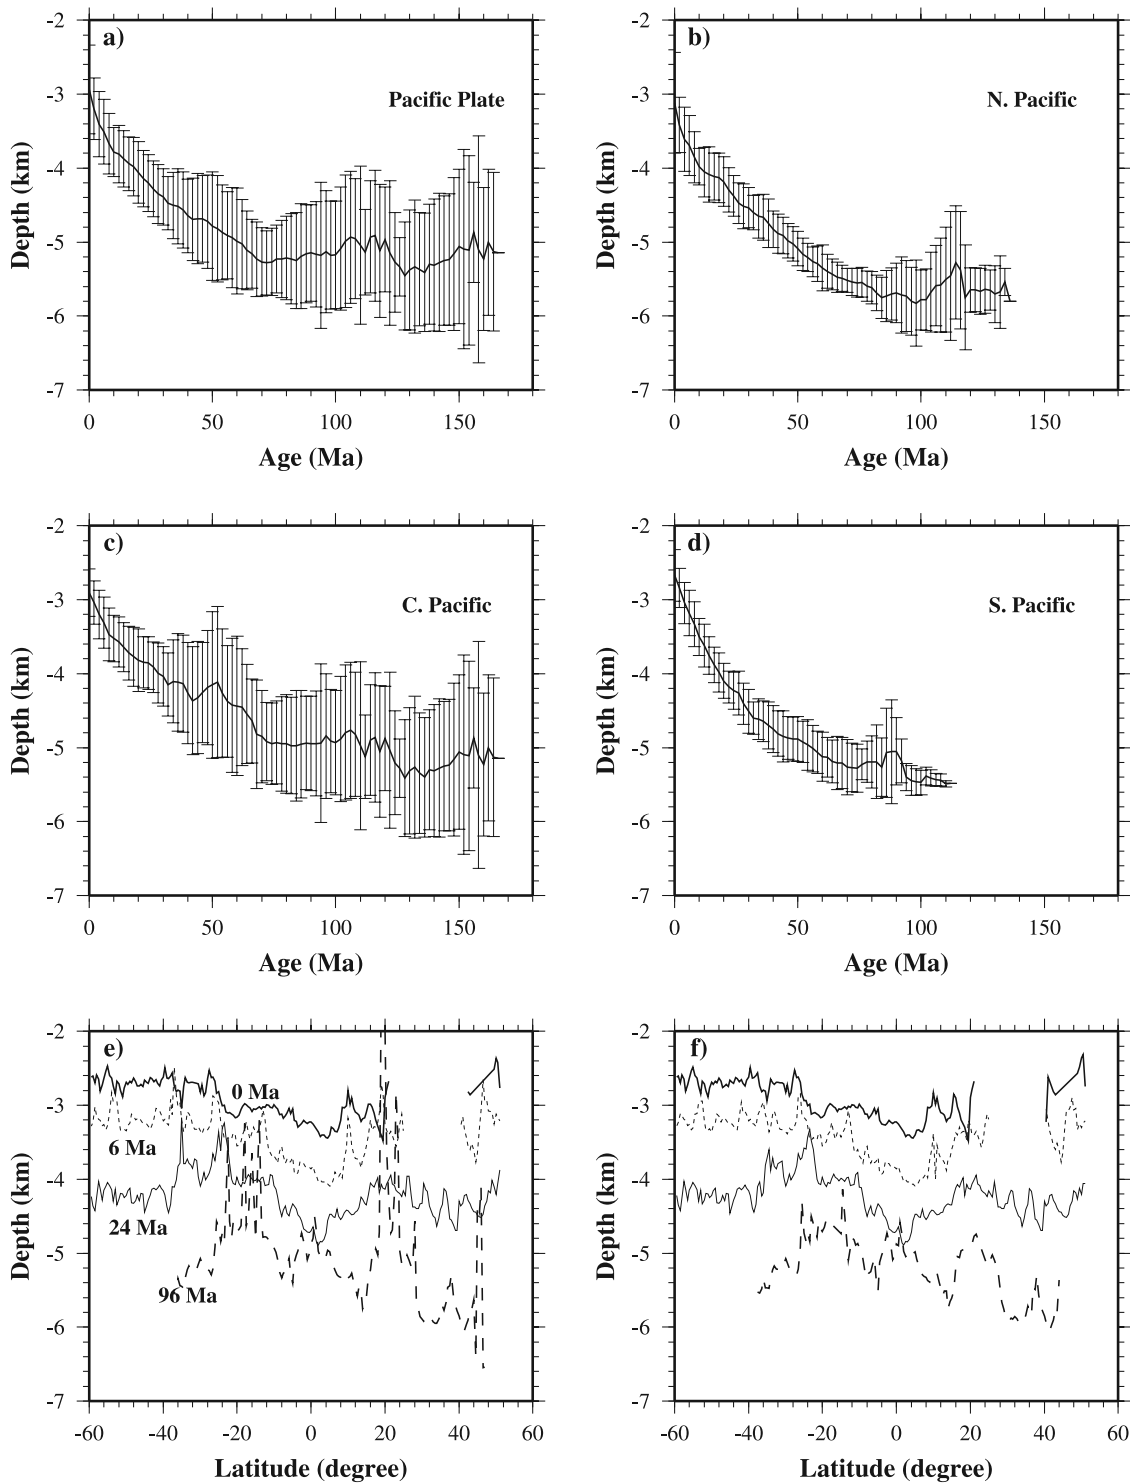 a)
Pacific Plate
-2
-3
-4
-5
-6
-7
Depth (km)
0
50
100
150
Age (Ma)
b)
N. Pacific
-2
-3
-4
-5
-6
-7
Depth (km)
0
50
100
150
Age (Ma)
c)
C. Pacific
-2
-3
-4
-5
-6
-7
Depth (km)
0
50
100
150
Age (Ma)
d)
S. Pacific
-2
-3
-4
-5
-6
-7
Depth (km)
0
50
100
150
Age (Ma)
e)
0 Ma
6 Ma
24 Ma
96 Ma
-2
-3
-4
-5
-6
-7
Depth (km)
-60
-40
-20
0
20
40
60
Latitude (degree)
f)
-2
-3
-4
-5
-6
-7
Depth (km)
-60
-40
-20
0
20
40
60
Latitude (degree)